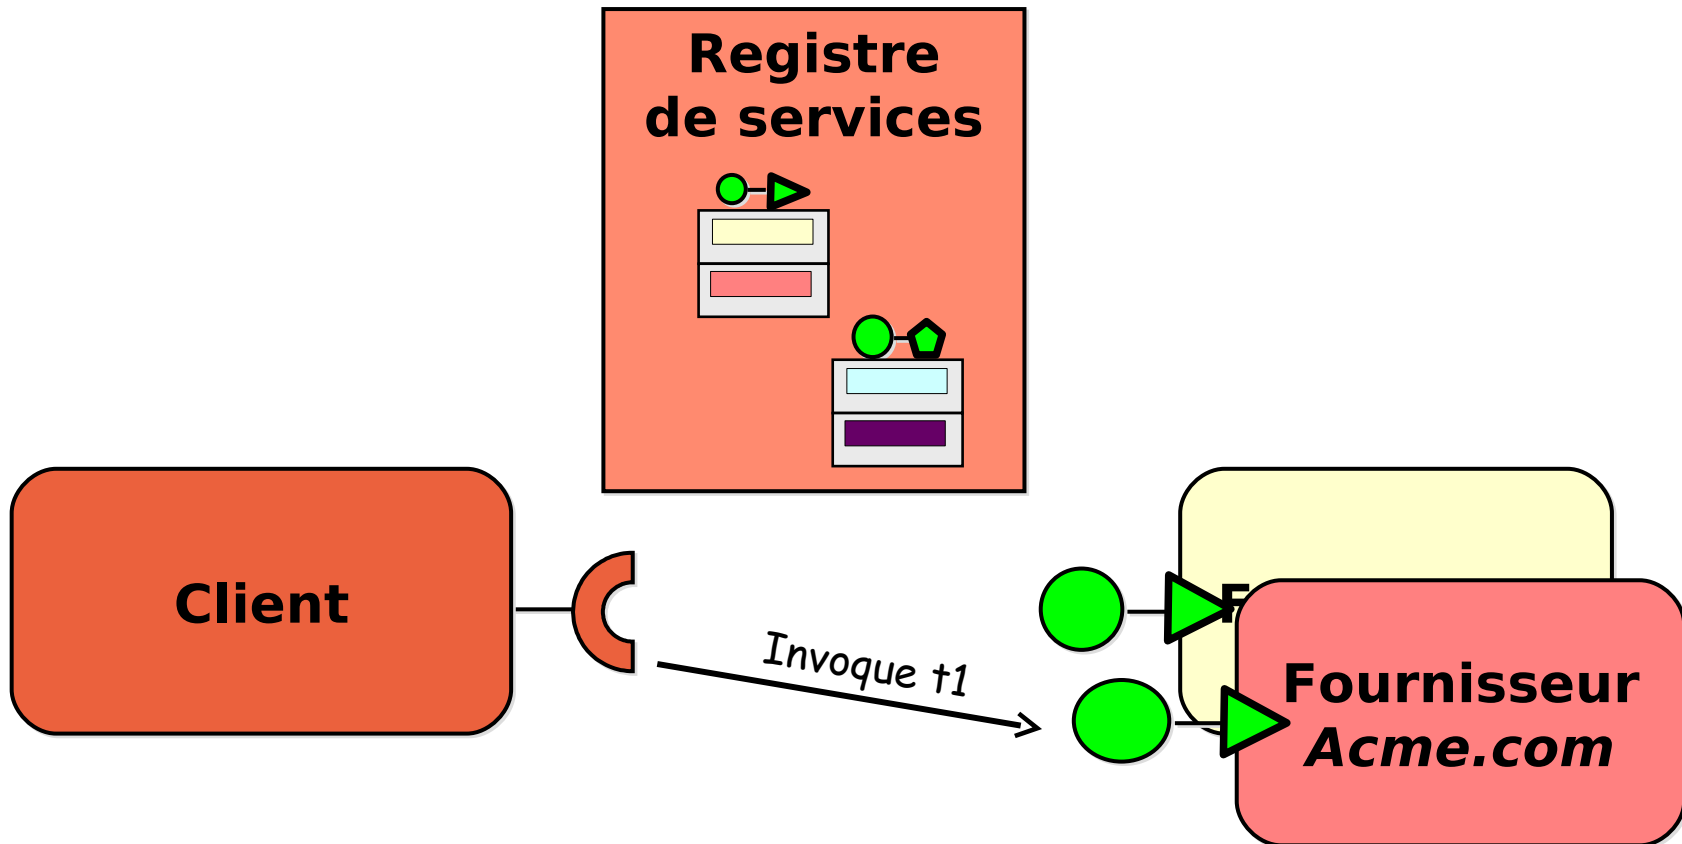 Registre
de services
Client
Invoque t1
F
Fournisseur
Acme.com